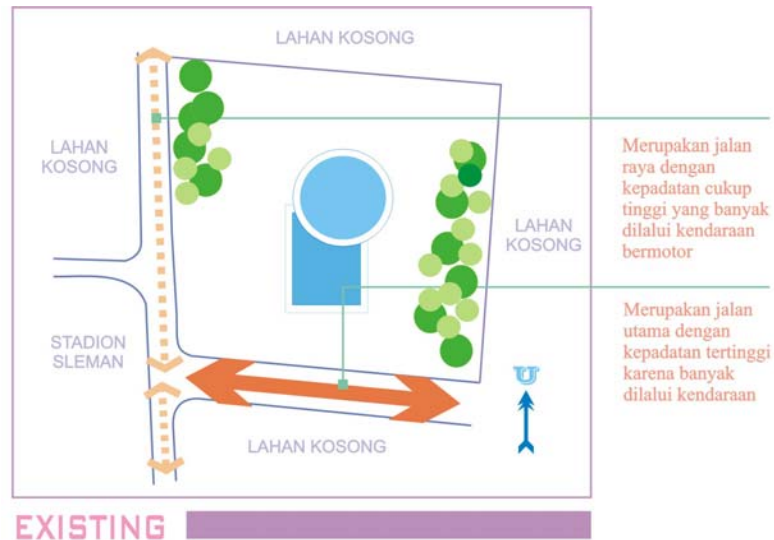 LAHAN KOSONG
LAHAN
KOSONG
Merupakan jalan
raya dengan
kepadatan cukup
tinggi yang banyak
dilalui kendaraan
bermotor
LAHAN
KOSONG
Merupakan jalan
utama dengan
kepadatan tertinggi
karena banyak
dilalui kendaraan
STADION
SLEMAN
U
LAHAN KOSONG
EXISTING